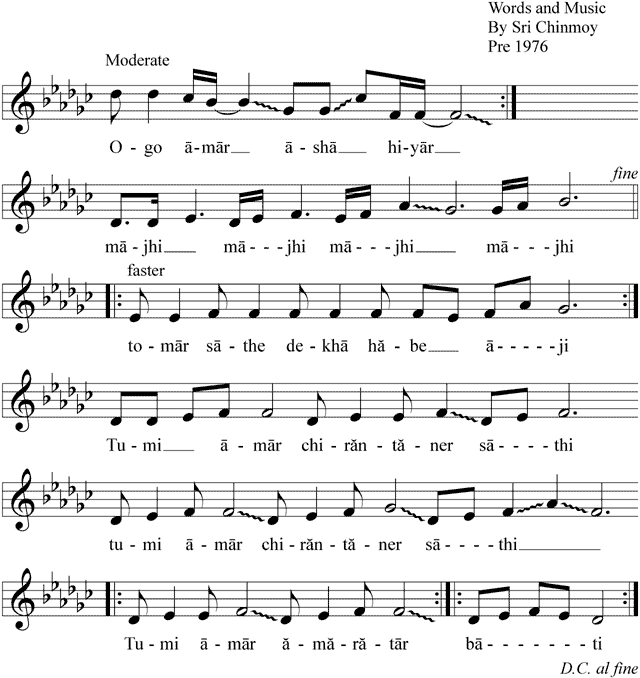 Words and Music
By Sri Chinmoy
Pre 1976
Moderate
O - go ā - mār ā - shā hi - yār
fine
mā - jhi mā - - - jhi mā - jhi mā - - - jhi
faster
to - mār sā - the de - khā hă - be ā - - - - - ji
Tu - mi ā - mār chi - răn - tă - ner sā - - - - thi
tu - mi ā - mār chi - răn - tă - ner sā - - - - thi
Tu - mi ā - mār ă - mă - ră - tār bā - - - - - - ti
D.C. al fine